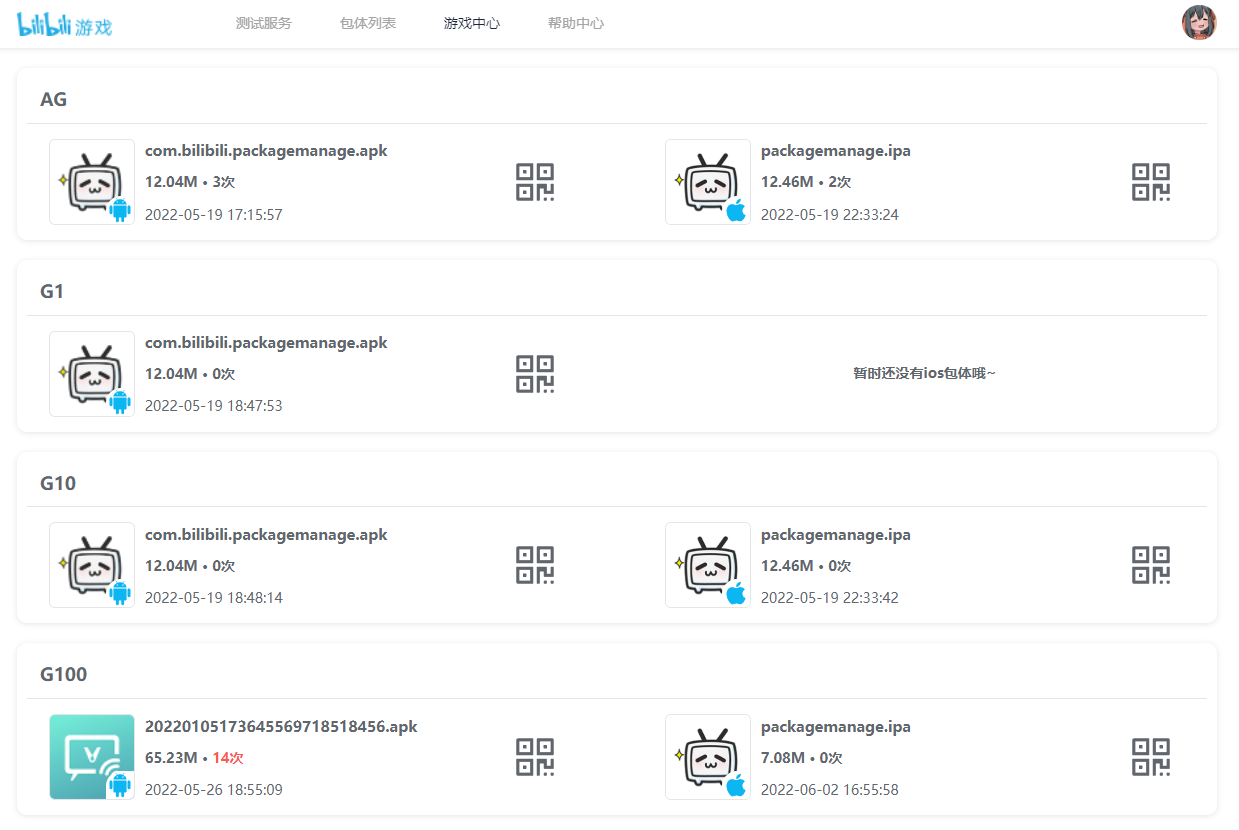 bilibili 游戏
测试服务 包体列表 游戏中心 帮助中心
AG
com.bilibili.packagemanage.apk
12.04M • 3次
2022-05-19 17:15:57
packagemanage.ipa
12.46M • 2次
2022-05-19 22:33:24
G1
com.bilibili.packagemanage.apk
12.04M • 0次
2022-05-19 18:47:53
暂时还没有ios包体哦~
G10
com.bilibili.packagemanage.apk
12.04M • 0次
2022-05-19 18:48:14
packagemanage.ipa
12.46M • 0次
2022-05-19 22:33:42
G100
20220105173645569718518456.apk
65.23M • 14次
2022-05-26 18:55:09
packagemanage.ipa
7.08M • 0次
2022-06-02 16:55:58